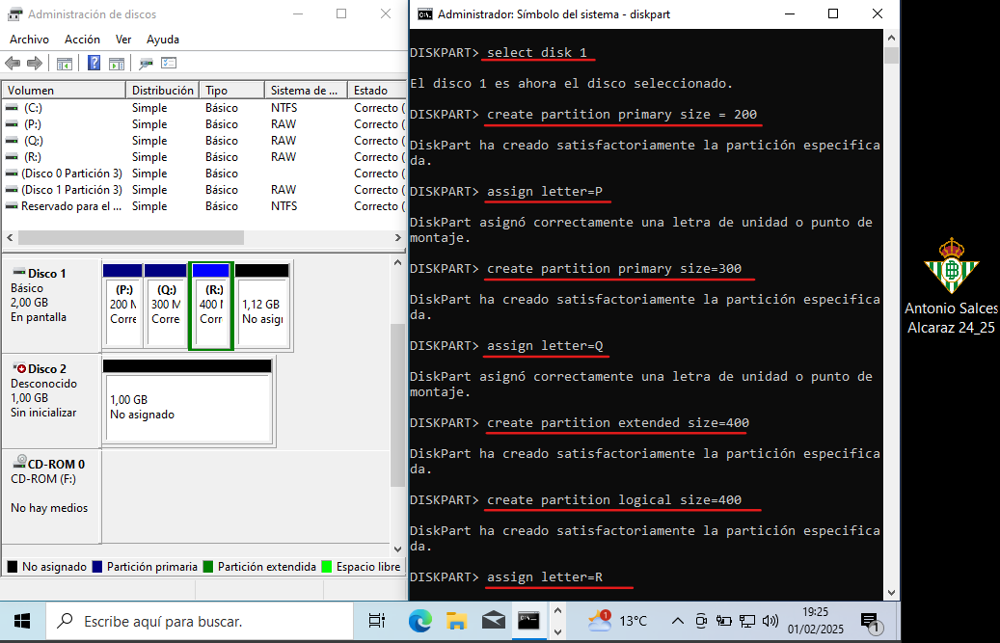 Administración de discos
Archivo Acción Ver Ayuda
Volumen Distribución Tipo Sistema de ... Estado
(C:) Simple Básico NTFS Correcto (
(P:) Simple Básico RAW Correcto (
(Q:) Simple Básico RAW Correcto (
(R:) Simple Básico RAW Correcto (
(Disco 0 Partición 3) Simple Básico Correcto (
(Disco 1 Partición 3) Simple Básico RAW Correcto (
Reservado para el ... Simple Básico NTFS Correcto (
Disco 1
Básico
2,00 GB
En pantalla
(P:)
200 M
Corre
(Q:)
300 M
Corre
(R:)
400 M
Corr
1,12 GB
No asign
Disco 2
Desconocido
1,00 GB
Sin inicializar
1,00 GB
No asignado
CD-ROM 0
CD-ROM (F:)
No hay medios
No asignado Partición primaria Partición extendida Espacio libre
Administrador: Símbolo del sistema - diskpart
DISKPART> select disk 1
El disco 1 es ahora el disco seleccionado.
DISKPART> create partition primary size = 200
DiskPart ha creado satisfactoriamente la partición especifica
da.
DISKPART> assign letter=P
DiskPart asignó correctamente una letra de unidad o punto de
montaje.
DISKPART> create partition primary size=300
DiskPart ha creado satisfactoriamente la partición especifica
da.
DISKPART> assign letter=Q
DiskPart asignó correctamente una letra de unidad o punto de
montaje.
DISKPART> create partition extended size=400
DiskPart ha creado satisfactoriamente la partición especifica
da.
DISKPART> create partition logical size=400
DiskPart ha creado satisfactoriamente la partición especifica
da.
DISKPART> assign letter=R
Antonio Salces
Alcaraz 24_25
Escribe aquí para buscar.
1
13°C
19:25
01/02/2025
1